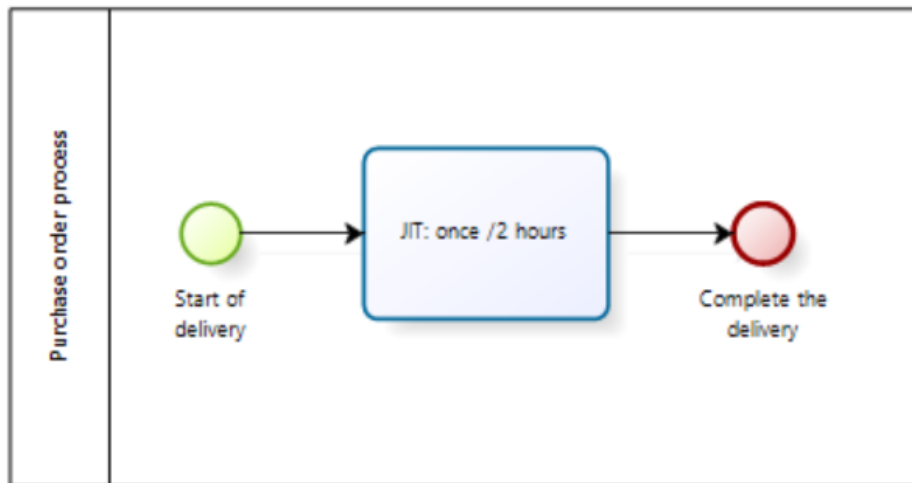 Purchase order process
JIT: once /2 hours
Start of
delivery
Complete the
delivery